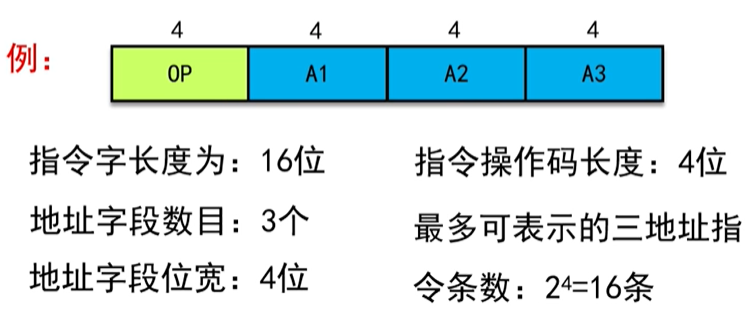 4 4 4 4
例：
OP A1 A2 A3
指令字长度为：16位
地址字段数目：3个
地址字段位宽：4位
指令操作码长度：4位
最多可表示的三地址指
令条数：2⁴=16条